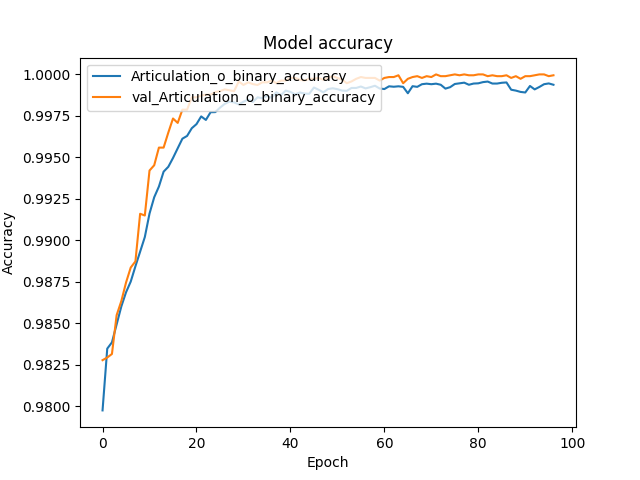 Model accuracy
Articulation_o_binary_accuracy
val_Articulation_o_binary_accuracy
Accuracy
1.0000
0.9975
0.9950
0.9925
0.9900
0.9875
0.9850
0.9825
0.9800
0 20 40 60 80 100
Epoch